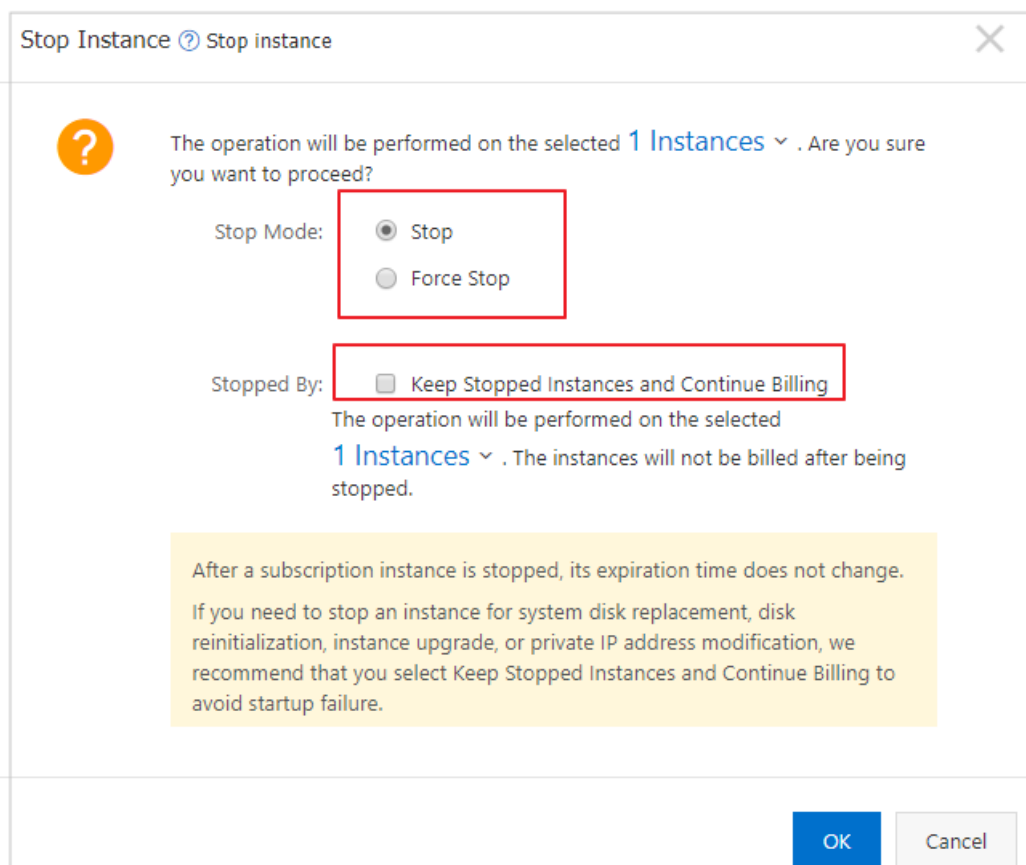 Stop Instance ? Stop instance
?
The operation will be performed on the selected 1 Instances . Are you sure
you want to proceed?
Stop Mode: Stop
Force Stop
Stopped By: Keep Stopped Instances and Continue Billing
The operation will be performed on the selected
1 Instances . The instances will not be billed after being
stopped.
After a subscription instance is stopped, its expiration time does not change.
If you need to stop an instance for system disk replacement, disk
reinitialization, instance upgrade, or private IP address modification, we
recommend that you select Keep Stopped Instances and Continue Billing to
avoid startup failure.
OK Cancel